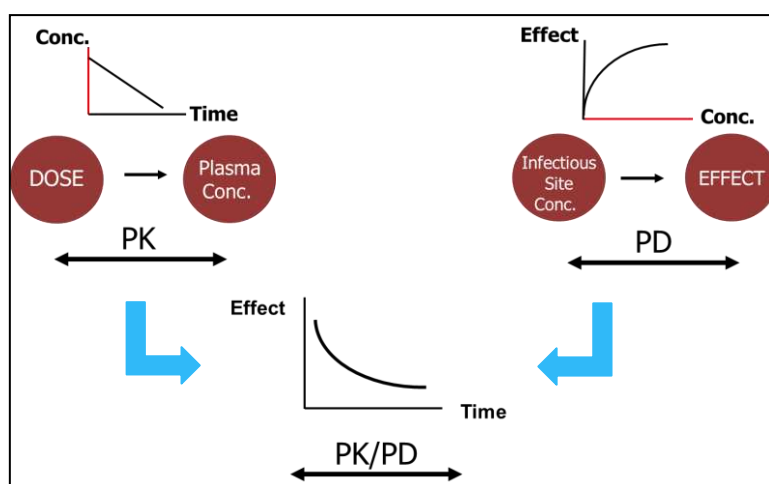 Conc.
Time
DOSE
Plasma
Conc.
PK
Effect
Conc.
Infectious
Site
Conc.
EFFECT
PD
Effect
Time
PK/PD